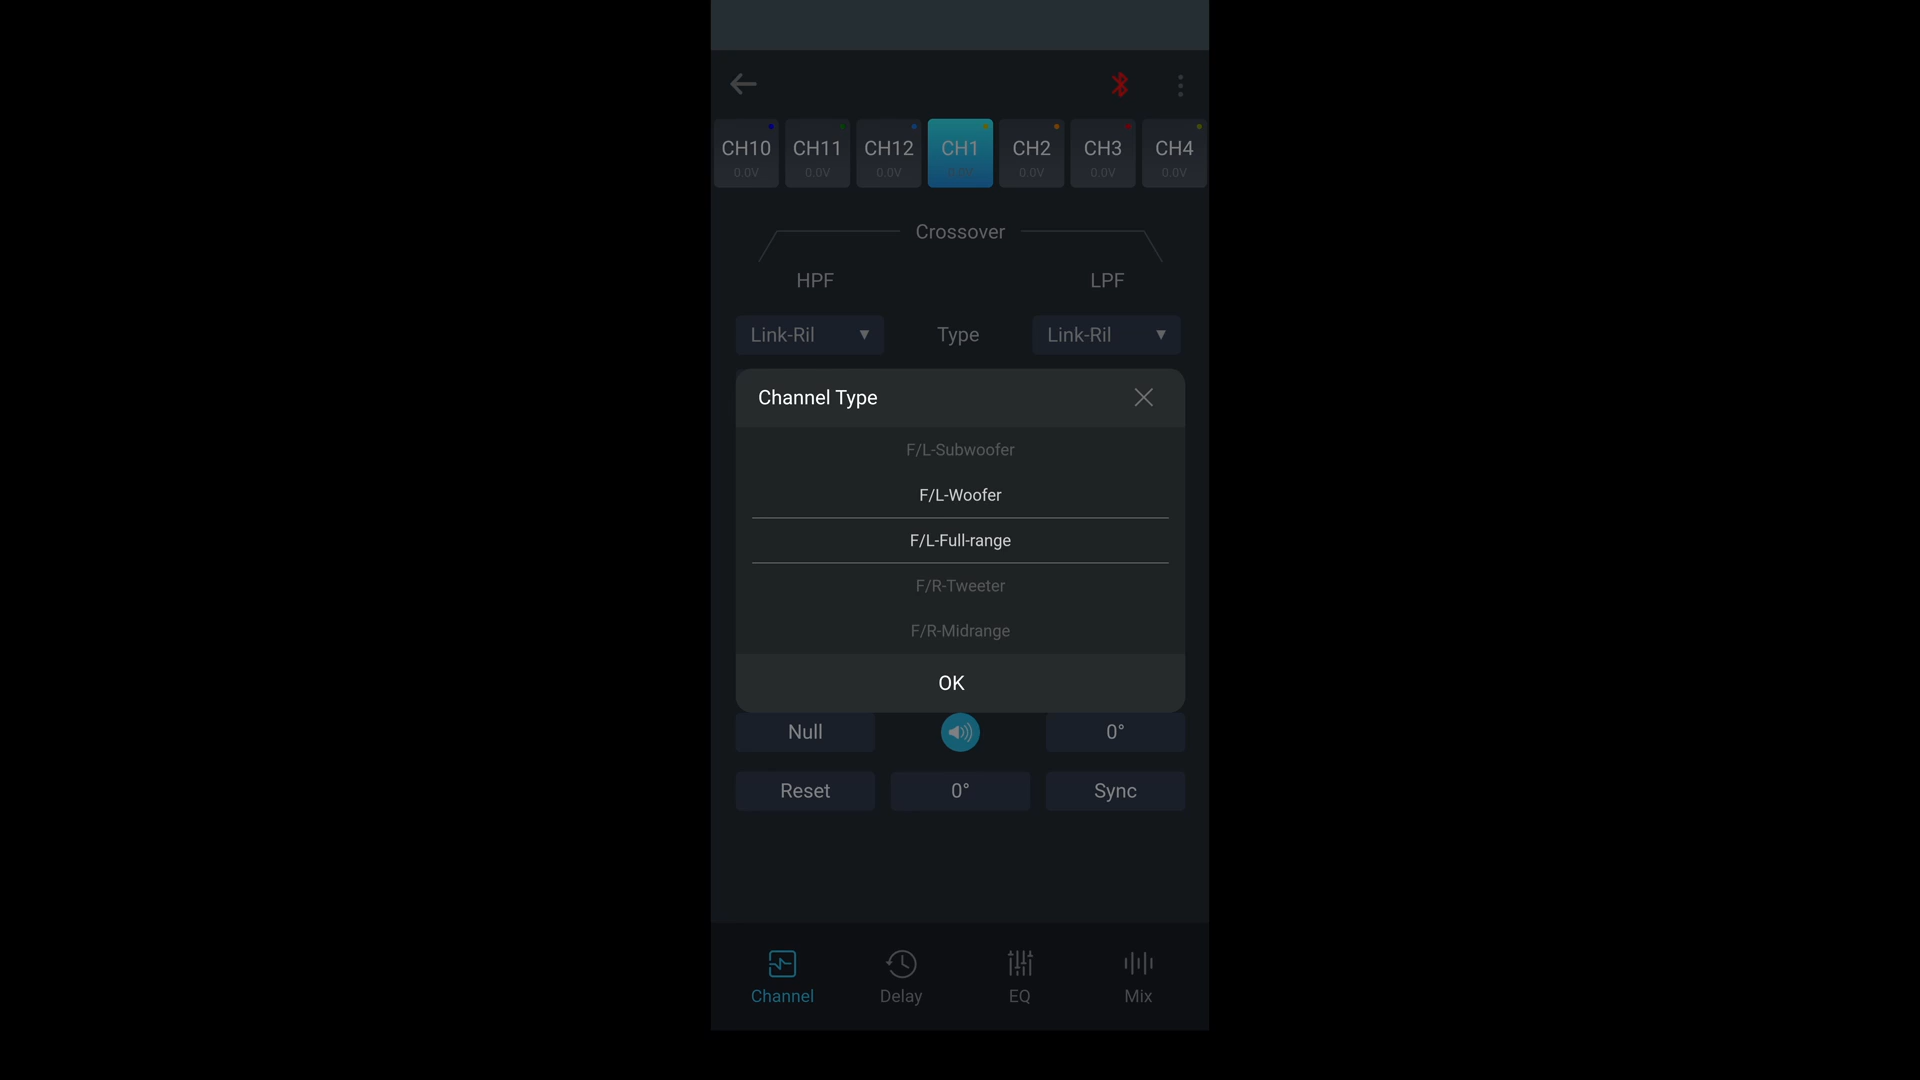 CH10 CH11 CH12 CH1 CH2 CH3 CH4
0.0V 0.0V 0.0V 0.0V 0.0V 0.0V 0.0V
Crossover
HPF LPF
Link-Ril ▼ Type Link-Ril ▼
Channel Type
F/L-Subwoofer
F/L-Woofer
F/L-Full-range
F/R-Tweeter
F/R-Midrange
OK
Null 0°
Reset 0° Sync
Channel Delay EQ Mix